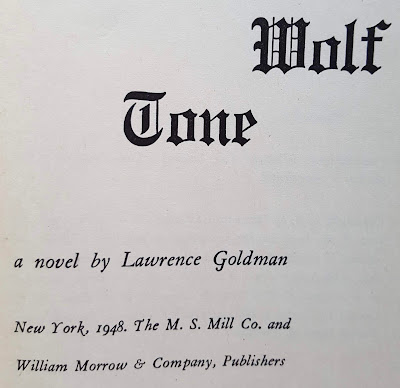 Wolf
Tone
a novel by Lawrence Goldman
New York, 1948. The M. S. Mill Co. and
William Morrow & Company, Publishers